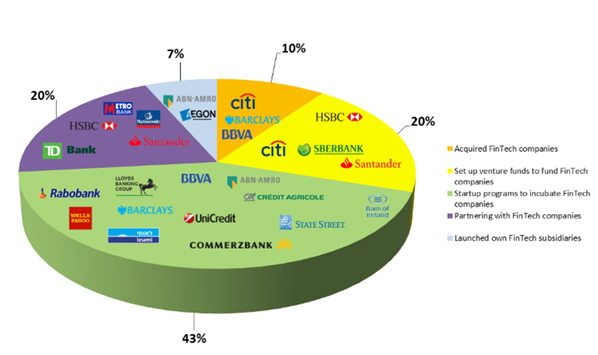 7%
10%
20%
20%
43%
ABN·AMRO
AEGON
citi
BARCLAYS
BBVA
HSBC
citi
SBERBANK
Santander
METRO
BANK
Nationwide
HSBC
Santander
TD Bank
Rabobank
LLOYDS
BANKING
GROUP
BBVA
ABN·AMRO
CRÉDIT AGRICOLE
Bank of
Ireland
WELLS
FARGO
BARCLAYS
UniCredit
STATE STREET.
leumi
COMMERZBANK
Acquired FinTech companies
Set up venture funds to fund FinTech
companies
Startup programs to incubate FinTech
companies
Partnering with FinTech companies
Launched own FinTech subsidiaries